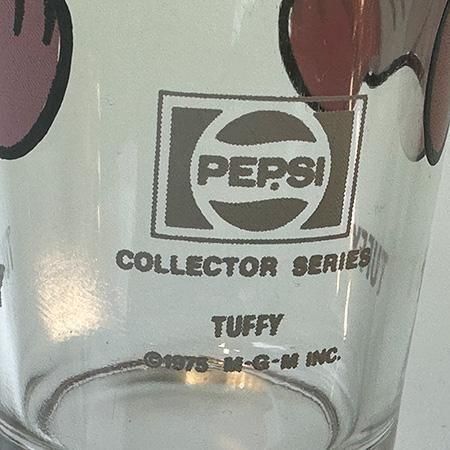 PEPSI
COLLECTOR SERIES
TUFFY
©1975 M-G-M INC.